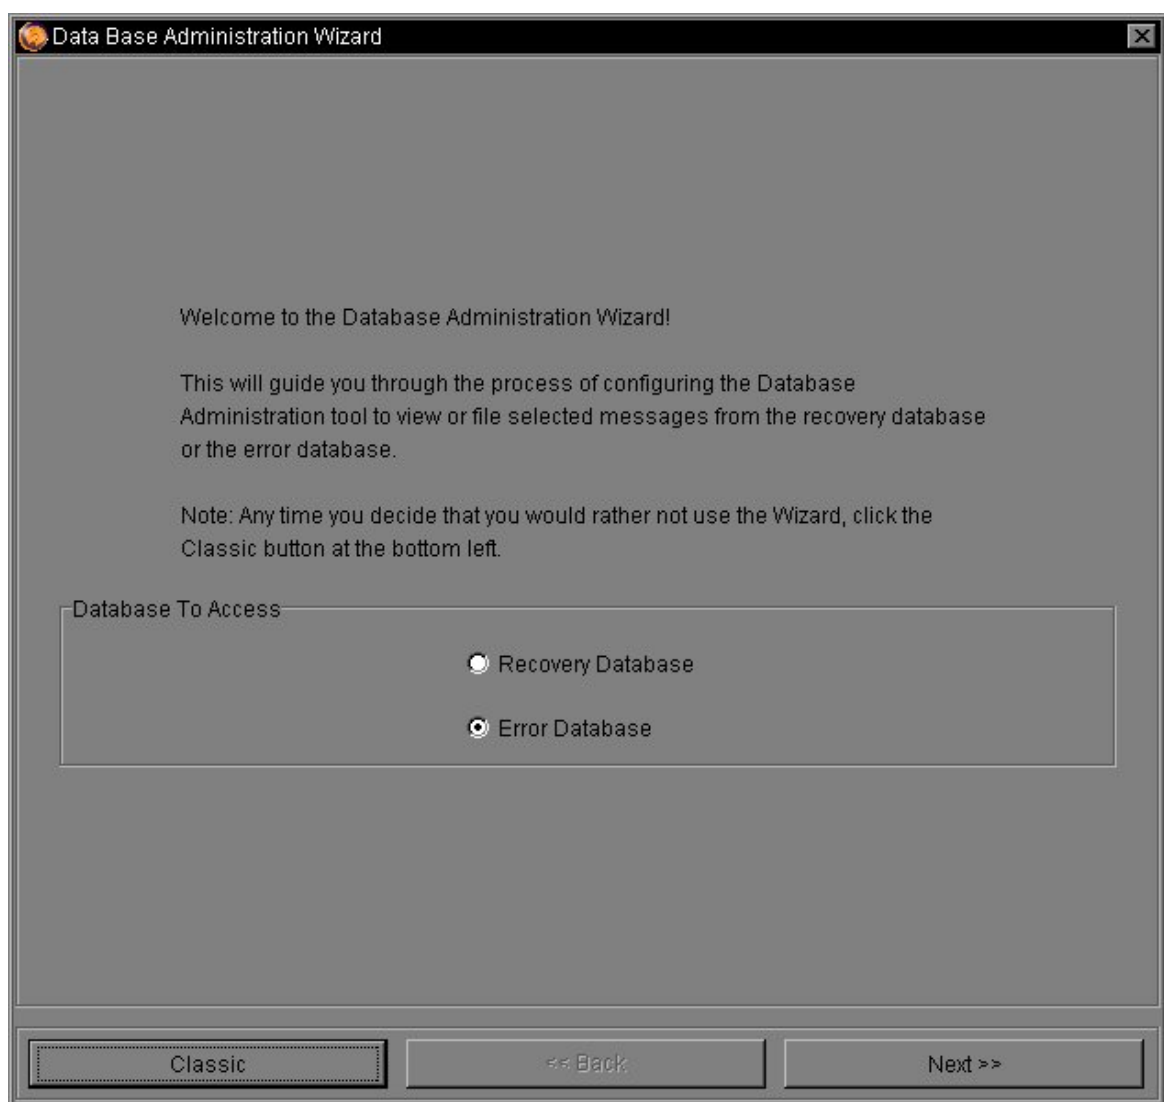 Data Base Administration Wizard
Welcome to the Database Administration Wizard!
This will guide you through the process of configuring the Database
Administration tool to view or file selected messages from the recovery database
or the error database.
Note: Any time you decide that you would rather not use the Wizard, click the
Classic button at the bottom left.
Database To Access
Recovery Database
Error Database
Classic
<< Back
Next >>